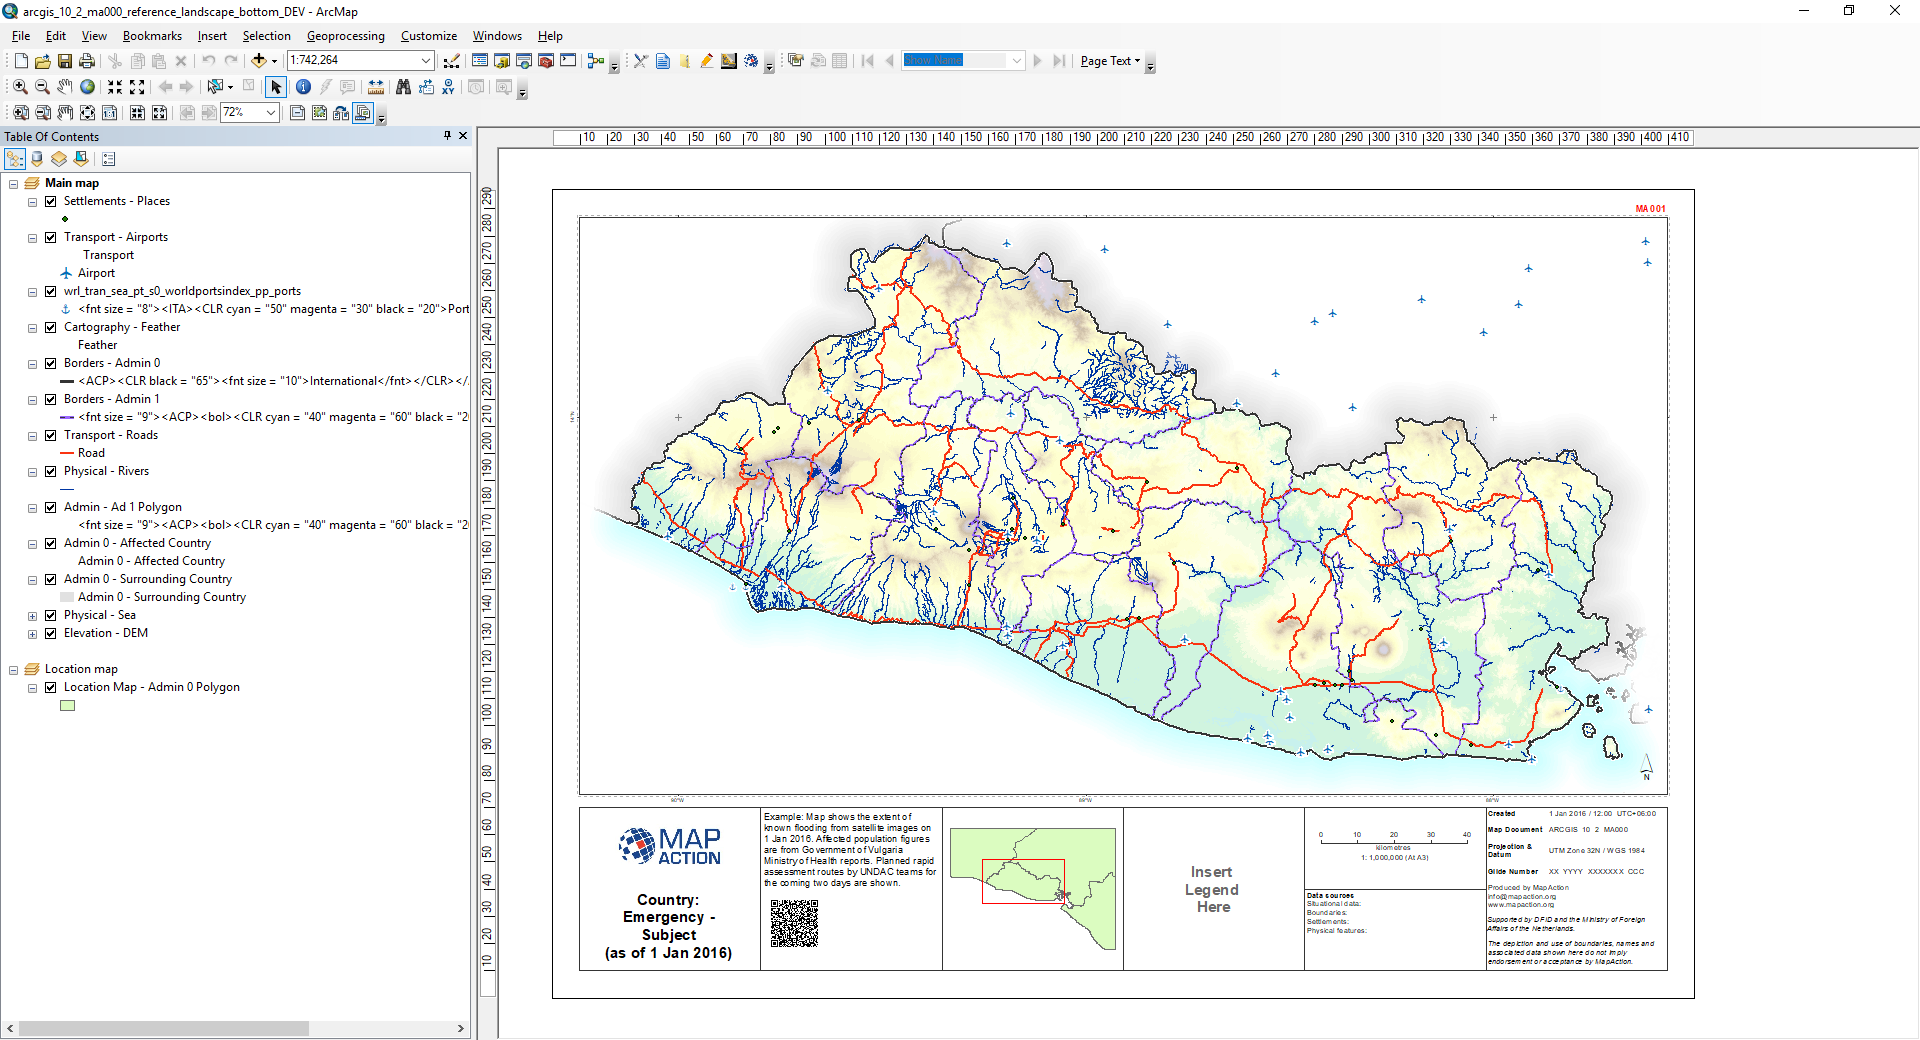 arcgis_10_2_ma000_reference_landscape_bottom_DEV - ArcMap
File Edit View Bookmarks Insert Selection Geoprocessing Customize Windows Help
1:742,264
Show Name
Page Text
72%
Table Of Contents
Main map
Settlements - Places
Transport - Airports
Transport
Airport
wrl_tran_sea_pt_s0_worldportsindex_pp_ports
<fnt size = "8"><ITA><CLR cyan = "50" magenta = "30" black = "20">Port
Cartography - Feather
Feather
Borders - Admin 0
<ACP><CLR black = "65"><fnt size = "10">International</fnt></CLR></
Borders - Admin 1
<fnt size = "9"><ACP><bol><CLR cyan = "40" magenta = "60" black = "20
Transport - Roads
Road
Physical - Rivers
Admin - Ad 1 Polygon
<fnt size = "9"><ACP><bol><CLR cyan = "40" magenta = "60" black = "20
Admin 0 - Affected Country
Admin 0 - Affected Country
Admin 0 - Surrounding Country
Admin 0 - Surrounding Country
Physical - Sea
Elevation - DEM
Location map
Location Map - Admin 0 Polygon
10 20 30 40 50 60 70 80 90 100 110 120 130 140 150 160 170 180 190 200 210 220 230 240 250 260 270 280 290 300 310 320 330 340 350 360 370 380 390 400 410
290 280 270 260 250 240 230 220 210 200 190 180 170 160 150 140 130 120 110 100 90 80 70 60 50 40 30 20 10
MA 001
N
90°W 89°W 88°W
MAP
ACTION
Country:
Emergency -
Subject
(as of 1 Jan 2016)
Example: Map shows the extent of
known flooding from satellite images on
1 Jan 2016. Affected population figures
are from Government of Vulgaria
Ministry of Health reports. Planned rapid
assessment routes by UNDAC teams for
the coming two days are shown.
Insert
Legend
Here
0 10 20 30 40
kilometres
1: 1,000,000 (At A3)
Data sources
Situational data:
Boundaries:
Settlements:
Physical features:
Created 1 Jan 2016 / 12:00 UTC+06:00
Map Document ARCGIS 10 2 MA000
Projection &
Datum UTM Zone 32N / WGS 1984
Glide Number XX YYYY XXXXXXX CCC
Produced by MapAction
info@mapaction.org
www.mapaction.org
Supported by DFID and the Ministry of Foreign
Affairs of the Netherlands.
The depiction and use of boundaries, names and
associated data shown here do not imply
endorsement or acceptance by MapAction.